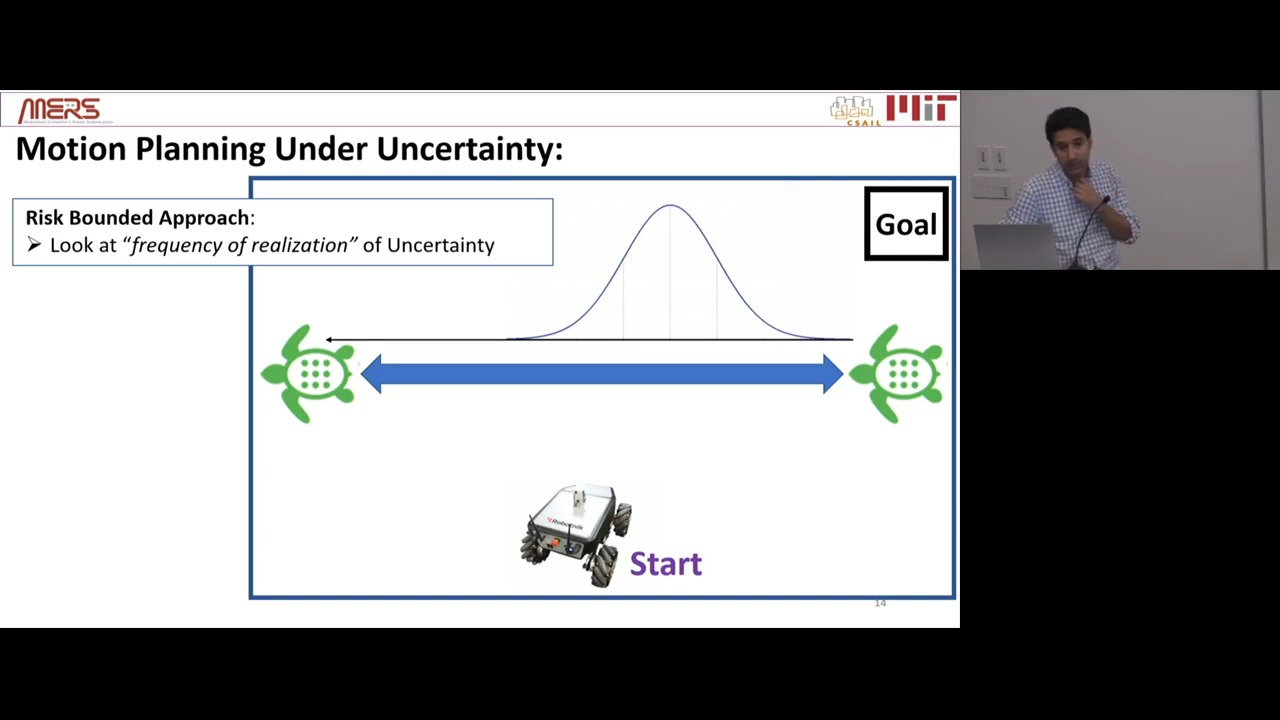 MERS
CSAIL
MIT
Motion Planning Under Uncertainty:
Risk Bounded Approach:
➢ Look at “frequency of realization” of Uncertainty
Goal
Robotnik
Start
14